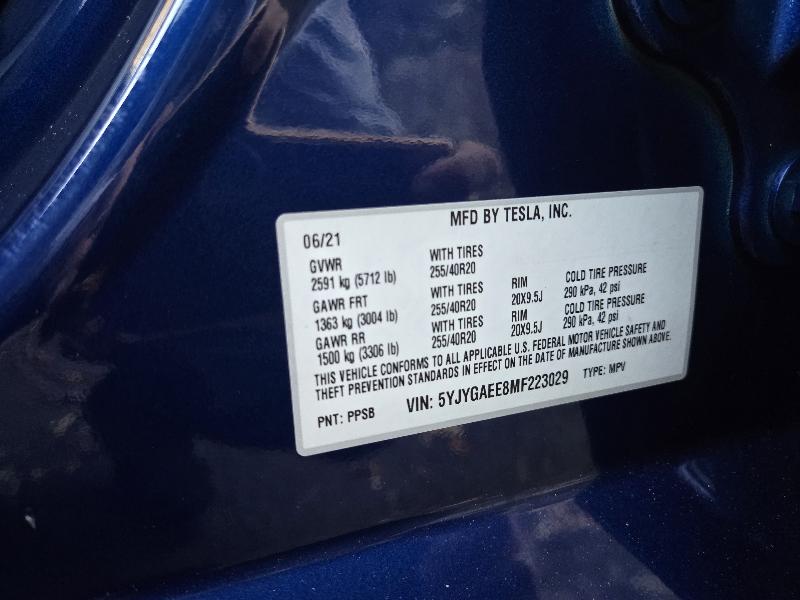 MFD BY TESLA, INC.
06/21
GVWR WITH TIRES
2591 kg (5712 lb) 255/40R20
GAWR FRT WITH TIRES RIM COLD TIRE PRESSURE
1363 kg (3004 lb) 255/40R20 20X9.5J 290 kPa, 42 psi
GAWR RR WITH TIRES RIM COLD TIRE PRESSURE
1500 kg (3306 lb) 255/40R20 20X9.5J 290 kPa, 42 psi
THIS VEHICLE CONFORMS TO ALL APPLICABLE U.S. FEDERAL MOTOR VEHICLE SAFETY AND
THEFT PREVENTION STANDARDS IN EFFECT ON THE DATE OF MANUFACTURE SHOWN ABOVE.
PNT: PPSB VIN: 5YJYGAEE8MF223029 TYPE: MPV